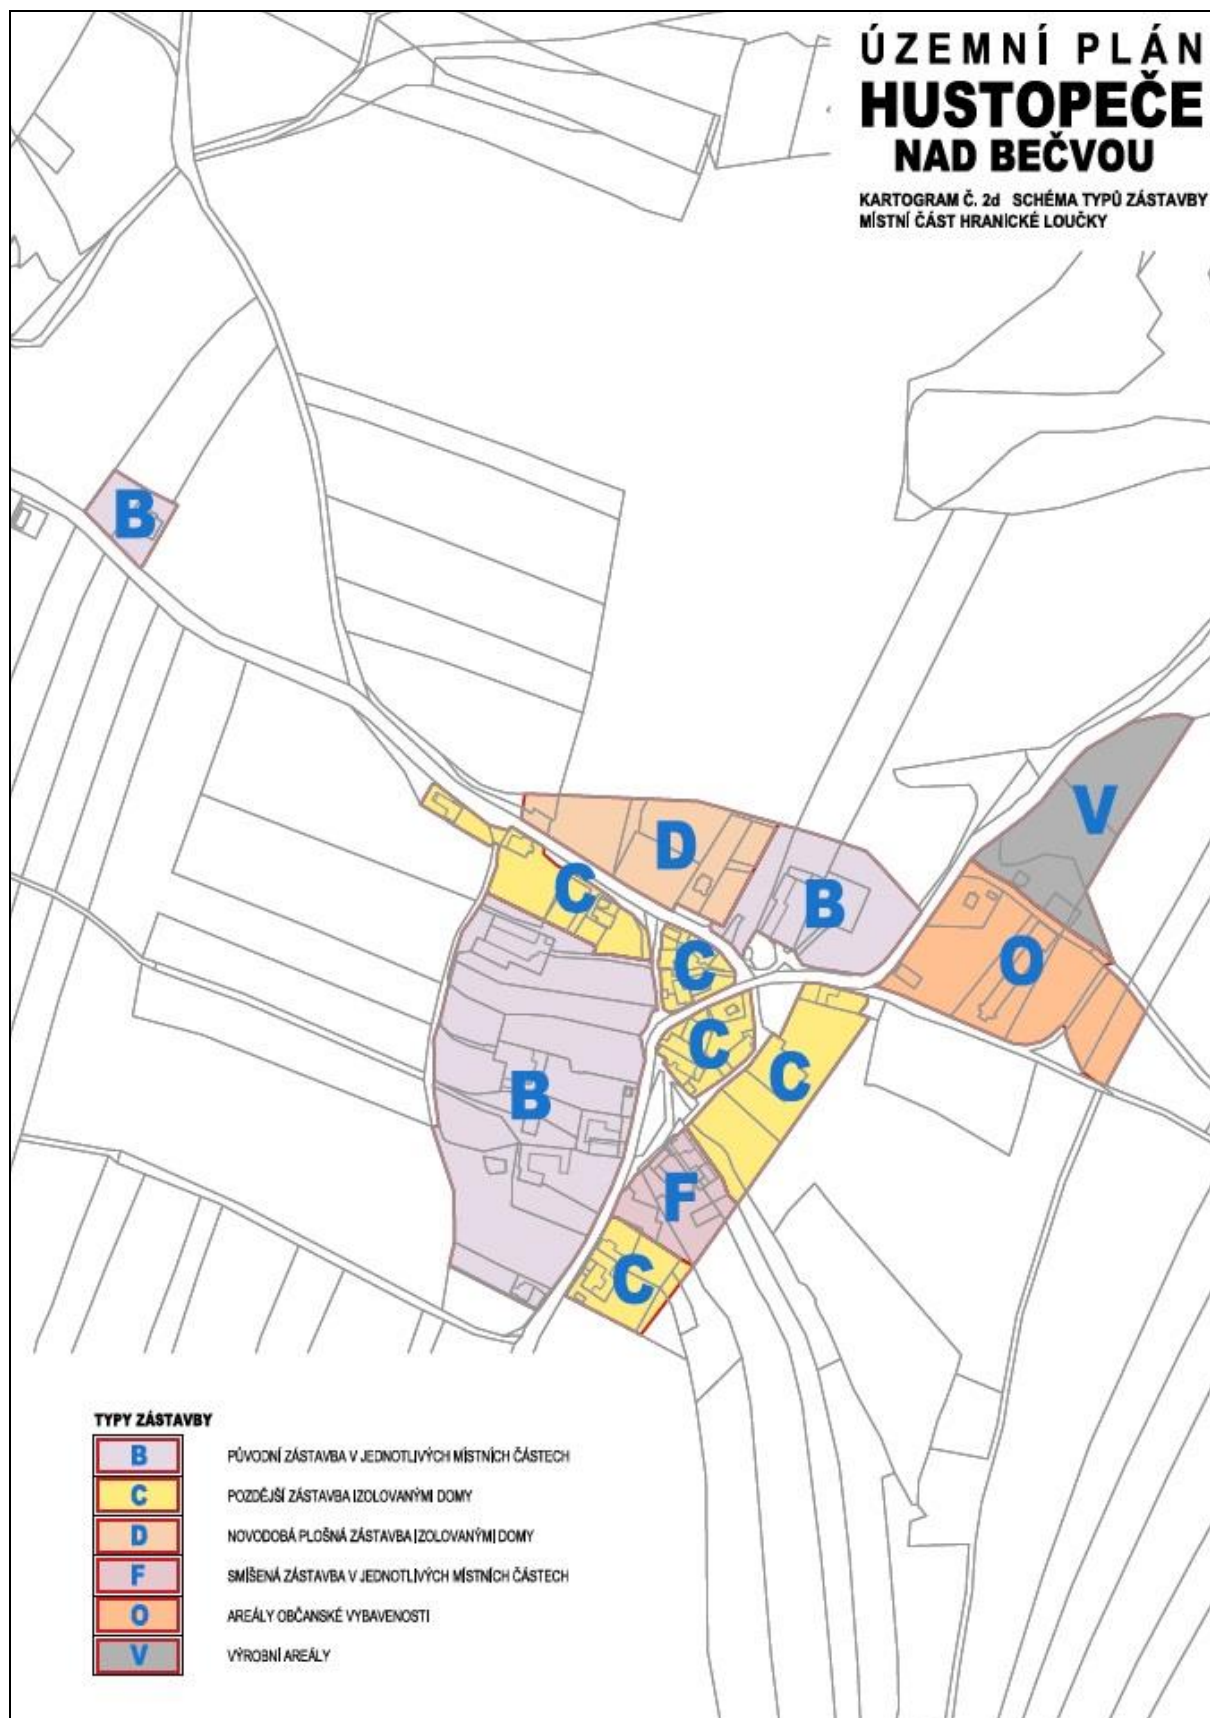 ÚZEMNÍ PLÁN
HUSTOPEČE
NAD BEČVOU
KARTOGRAM Č. 2d SCHÉMA TYPŮ ZÁSTAVBY
MÍSTNÍ ČÁST HRANICKÉ LOUČKY
B
V
D
C
B
C
O
C
C
B
F
C
TYPY ZÁSTAVBY
B PŮVODNÍ ZÁSTAVBA V JEDNOTLIVÝCH MÍSTNÍCH ČÁSTECH
C POZDĚJŠÍ ZÁSTAVBA IZOLOVANÝMI DOMY
D NOVODOBÁ PLOŠNÁ ZÁSTAVBA IZOLOVANÝMI DOMY
F SMÍŠENÁ ZÁSTAVBA V JEDNOTLIVÝCH MÍSTNÍCH ČÁSTECH
O AREÁLY OBČANSKÉ VYBAVENOSTI
V VÝROBNÍ AREÁLY